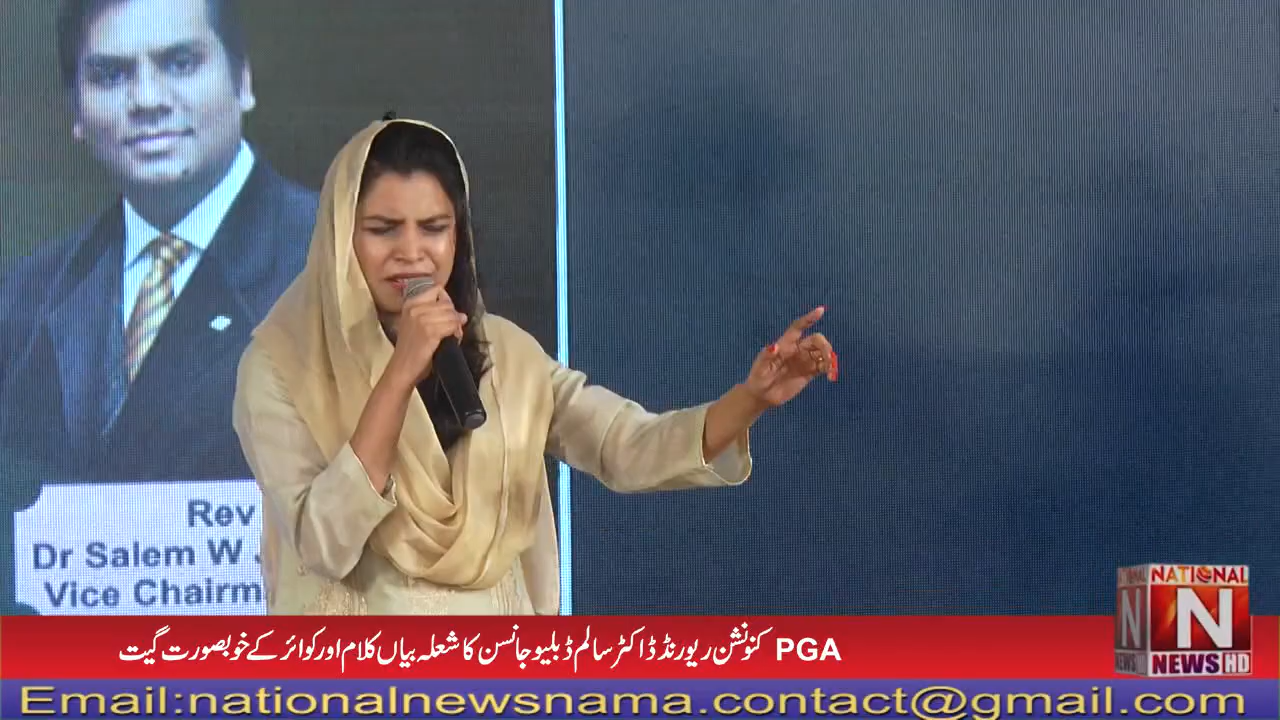 Rev
Dr Salem W
Vice Chairm
PGA کنونشن ریورنڈ ڈاکٹر سالم ڈبلیو جانسن کا شعلہ بیاں کلام اور کوائر کے خوبصورت گیت
NATIONAL
N
N
NEWS HD
Email:nationalnewsnama.contact@gmail.com